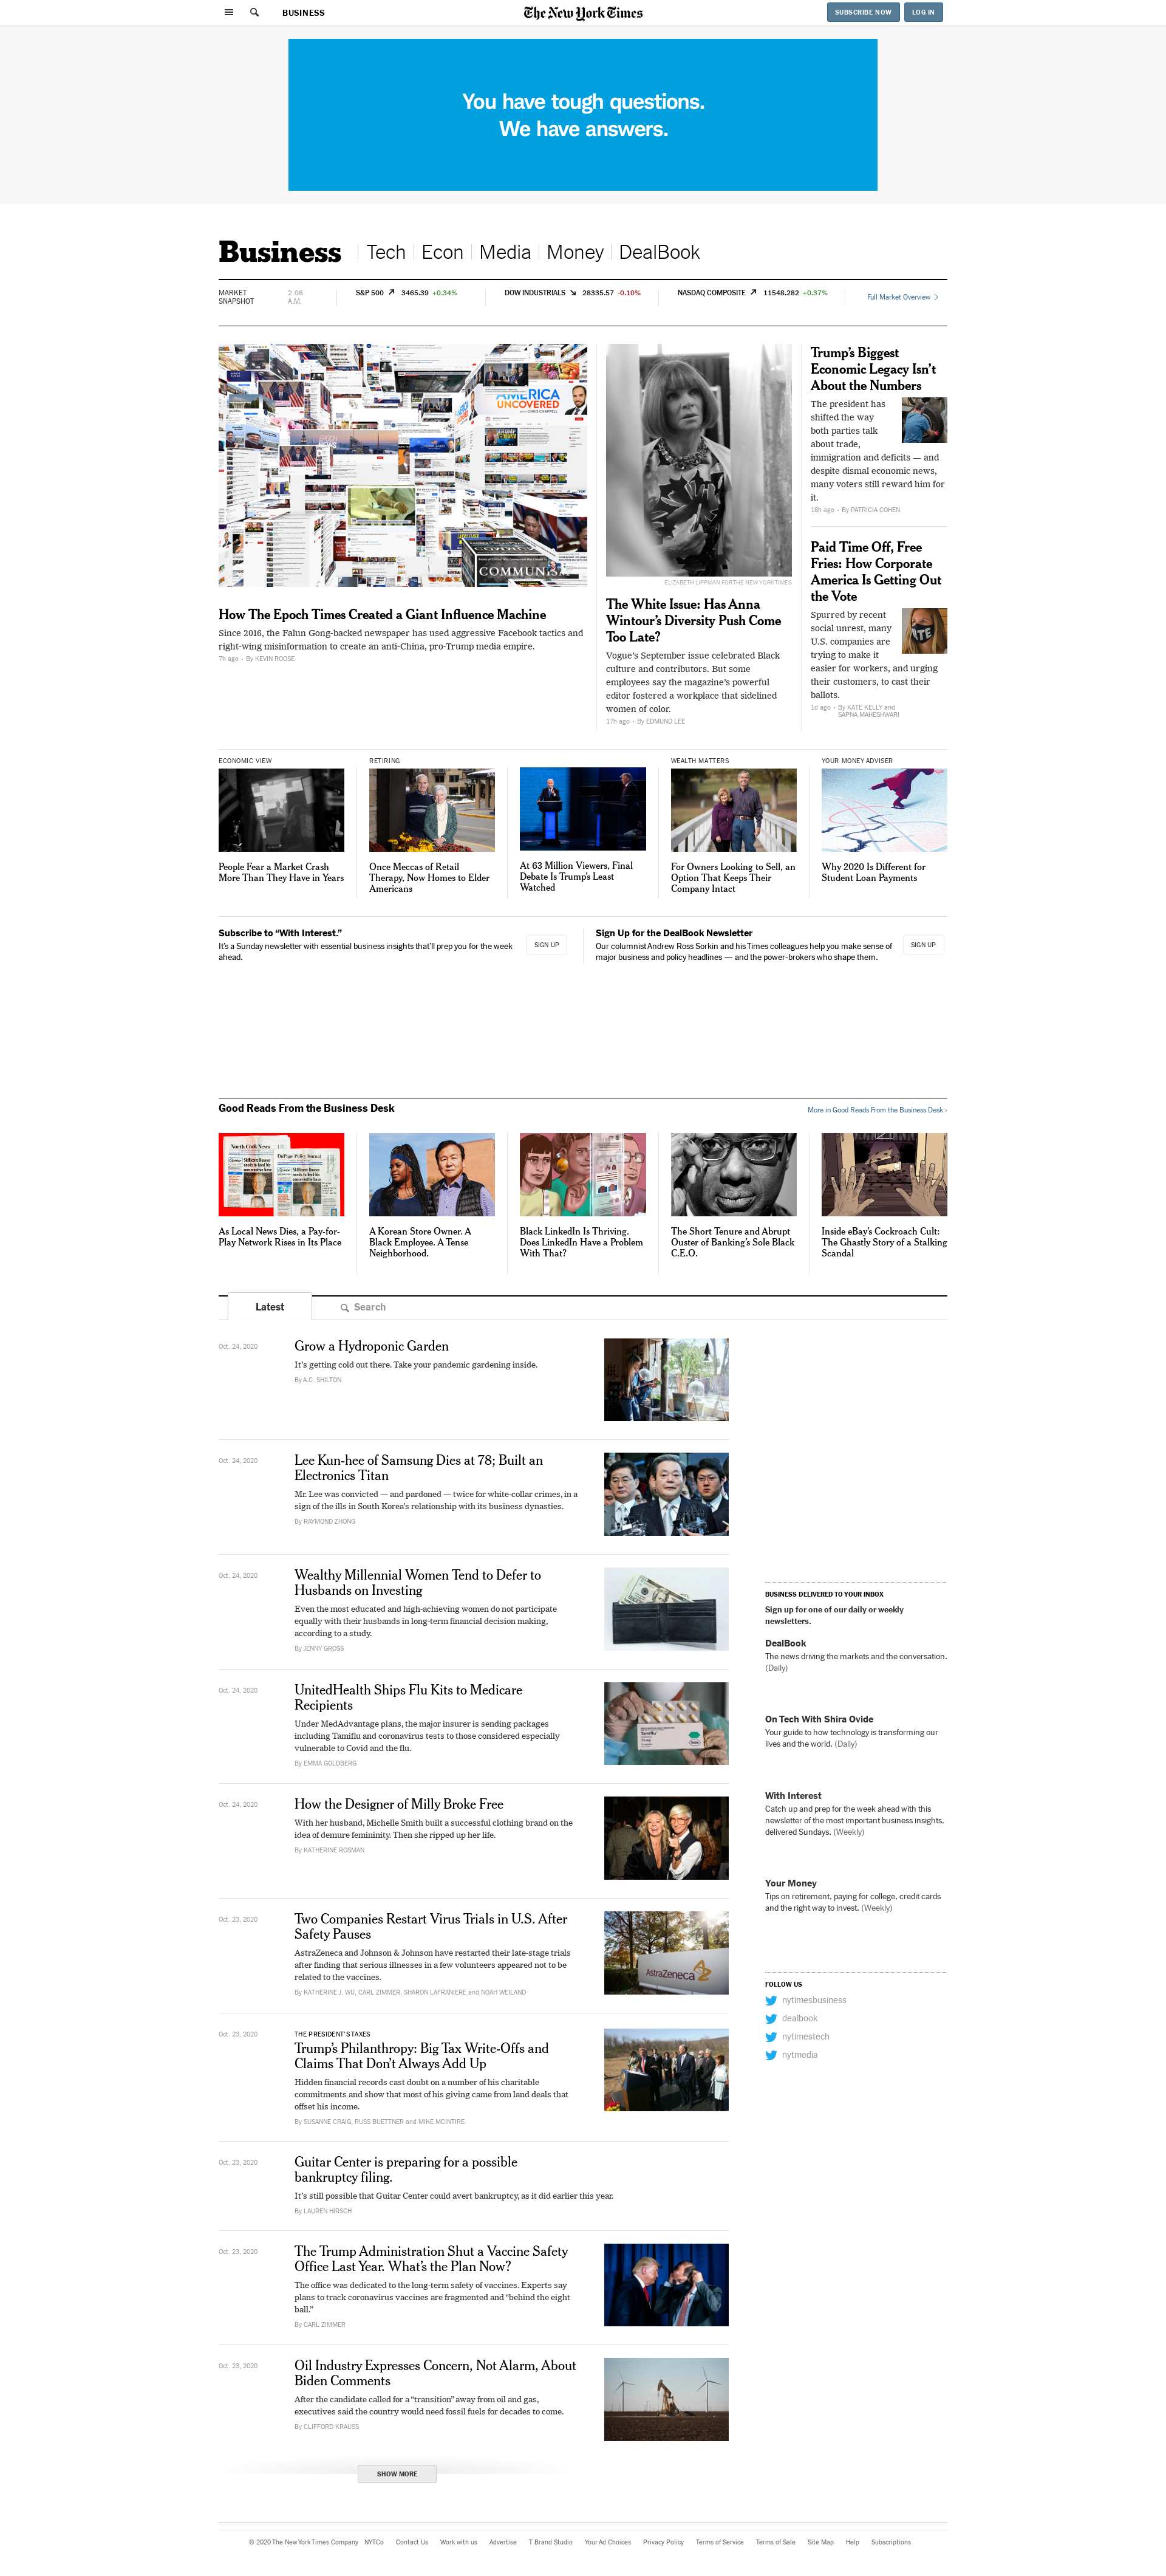 BUSINESS
The New York Times
SUBSCRIBE NOW
LOG IN
You have tough questions.
We have answers.
Business
Tech
Econ
Media
Money
DealBook
MARKET
SNAPSHOT
2:06
A.M.
S&P 500 3465.39 +0.34%
DOW INDUSTRIALS 28335.57 -0.10%
NASDAQ COMPOSITE 11548.282 +0.37%
Full Market Overview
AMERICA
UNCOVERED
COMMUNISM
How The Epoch Times Created a Giant Influence Machine
Since 2016, the Falun Gong-backed newspaper has used aggressive Facebook tactics and
right-wing misinformation to create an anti-China, pro-Trump media empire.
7h ago • By KEVIN ROOSE
ELIZABETH LIPPMAN FOR THE NEW YORK TIMES
The White Issue: Has Anna
Wintour’s Diversity Push Come
Too Late?
Vogue’s September issue celebrated Black
culture and contributors. But some
employees say the magazine’s powerful
editor fostered a workplace that sidelined
women of color.
17h ago • By EDMUND LEE
Trump’s Biggest
Economic Legacy Isn’t
About the Numbers
The president has
shifted the way
both parties talk
about trade,
immigration and deficits — and
despite dismal economic news,
many voters still reward him for
it.
18h ago • By PATRICIA COHEN
Paid Time Off, Free
Fries: How Corporate
America Is Getting Out
the Vote
Spurred by recent
social unrest, many
U.S. companies are
trying to make it
easier for workers, and urging
their customers, to cast their
ballots.
1d ago • By KATE KELLY and
SAPNA MAHESHWARI
ECONOMIC VIEW
People Fear a Market Crash
More Than They Have in Years
RETIRING
Once Meccas of Retail
Therapy, Now Homes to Elder
Americans
At 63 Million Viewers, Final
Debate Is Trump’s Least
Watched
WEALTH MATTERS
For Owners Looking to Sell, an
Option That Keeps Their
Company Intact
YOUR MONEY ADVISER
Why 2020 Is Different for
Student Loan Payments
Subscribe to “With Interest.”
It’s a Sunday newsletter with essential business insights that’ll prep you for the week
ahead.
SIGN UP
Sign Up for the DealBook Newsletter
Our columnist Andrew Ross Sorkin and his Times colleagues help you make sense of
major business and policy headlines — and the power-brokers who shape them.
SIGN UP
Good Reads From the Business Desk
More in Good Reads From the Business Desk ›
North Cook News
DuPage Policy Journal
As Local News Dies, a Pay-for-
Play Network Rises in Its Place
A Korean Store Owner. A
Black Employee. A Tense
Neighborhood.
Black LinkedIn Is Thriving.
Does LinkedIn Have a Problem
With That?
The Short Tenure and Abrupt
Ouster of Banking’s Sole Black
C.E.O.
Inside eBay’s Cockroach Cult:
The Ghastly Story of a Stalking
Scandal
Latest
Search
Oct. 24, 2020
Grow a Hydroponic Garden
It’s getting cold out there. Take your pandemic gardening inside.
By A.C. SHILTON
Oct. 24, 2020
Lee Kun-hee of Samsung Dies at 78; Built an
Electronics Titan
Mr. Lee was convicted — and pardoned — twice for white-collar crimes, in a
sign of the ills in South Korea’s relationship with its business dynasties.
By RAYMOND ZHONG
Oct. 24, 2020
Wealthy Millennial Women Tend to Defer to
Husbands on Investing
Even the most educated and high-achieving women do not participate
equally with their husbands in long-term financial decision making,
according to a study.
By JENNY GROSS
Oct. 24, 2020
UnitedHealth Ships Flu Kits to Medicare
Recipients
Under MedAdvantage plans, the major insurer is sending packages
including Tamiflu and coronavirus tests to those considered especially
vulnerable to Covid and the flu.
By EMMA GOLDBERG
Tamiflu
Oct. 24, 2020
How the Designer of Milly Broke Free
With her husband, Michelle Smith built a successful clothing brand on the
idea of demure femininity. Then she ripped up her life.
By KATHERINE ROSMAN
Oct. 23, 2020
Two Companies Restart Virus Trials in U.S. After
Safety Pauses
AstraZeneca and Johnson & Johnson have restarted their late-stage trials
after finding that serious illnesses in a few volunteers appeared not to be
related to the vaccines.
By KATHERINE J. WU, CARL ZIMMER, SHARON LAFRANIERE and NOAH WEILAND
AstraZeneca
Oct. 23, 2020
THE PRESIDENT’S TAXES
Trump’s Philanthropy: Big Tax Write-Offs and
Claims That Don’t Always Add Up
Hidden financial records cast doubt on a number of his charitable
commitments and show that most of his giving came from land deals that
offset his income.
By SUSANNE CRAIG, RUSS BUETTNER and MIKE MCINTIRE
Oct. 23, 2020
Guitar Center is preparing for a possible
bankruptcy filing.
It’s still possible that Guitar Center could avert bankruptcy, as it did earlier this year.
By LAUREN HIRSCH
Oct. 23, 2020
The Trump Administration Shut a Vaccine Safety
Office Last Year. What’s the Plan Now?
The office was dedicated to the long-term safety of vaccines. Experts say
plans to track coronavirus vaccines are fragmented and “behind the eight
ball.”
By CARL ZIMMER
Oct. 23, 2020
Oil Industry Expresses Concern, Not Alarm, About
Biden Comments
After the candidate called for a “transition” away from oil and gas,
executives said the country would need fossil fuels for decades to come.
By CLIFFORD KRAUSS
SHOW MORE
BUSINESS DELIVERED TO YOUR INBOX
Sign up for one of our daily or weekly
newsletters.
DealBook
The news driving the markets and the conversation.
(Daily)
On Tech With Shira Ovide
Your guide to how technology is transforming our
lives and the world. (Daily)
With Interest
Catch up and prep for the week ahead with this
newsletter of the most important business insights,
delivered Sundays. (Weekly)
Your Money
Tips on retirement, paying for college, credit cards
and the right way to invest. (Weekly)
FOLLOW US
nytimesbusiness
dealbook
nytimestech
nytmedia
© 2020 The New York Times Company NYTCo Contact Us Work with us Advertise T Brand Studio Your Ad Choices Privacy Policy Terms of Service Terms of Sale Site Map Help Subscriptions